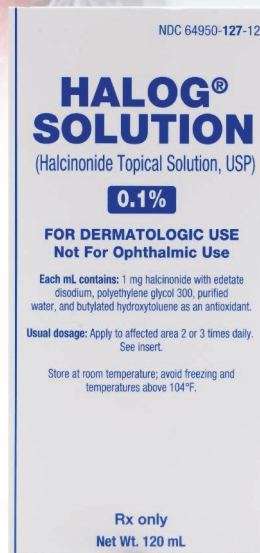 NDC 64950-127-12
HALOG®
SOLUTION
(Halcinonide Topical Solution, USP)
0.1%
FOR DERMATOLOGIC USE
Not For Ophthalmic Use
Each mL contains: 1 mg halcinonide with edetate
disodium, polyethylene glycol 300, purified
water, and butylated hydroxytoluene as an antioxidant.
Usual dosage: Apply to affected area 2 or 3 times daily.
See insert.
Store at room temperature; avoid freezing and
temperatures above 104°F.
Rx only
Net Wt. 120 mL